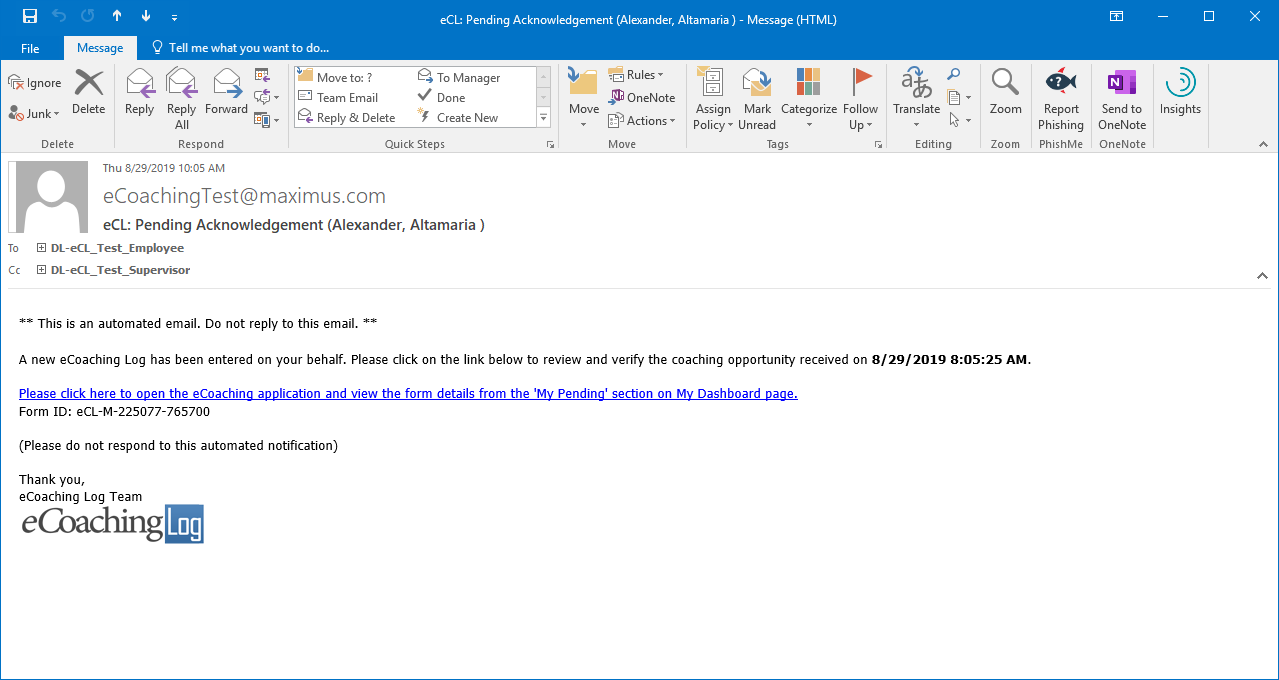 eCL: Pending Acknowledgement (Alexander, Altamaria ) - Message (HTML)
File
Message
Tell me what you want to do...
Ignore
Junk
Delete
Delete
Reply
Reply All
Forward
Respond
Move to: ?
To Manager
Team Email
Done
Reply & Delete
Create New
Quick Steps
Move
Rules
OneNote
Actions
Move
Assign Policy
Mark Unread
Categorize
Follow Up
Tags
Translate
Editing
Zoom
Zoom
Report Phishing
PhishMe
Send to OneNote
OneNote
Insights
Thu 8/29/2019 10:05 AM
eCoachingTest@maximus.com
eCL: Pending Acknowledgement (Alexander, Altamaria )
To DL-eCL_Test_Employee
Cc DL-eCL_Test_Supervisor
** This is an automated email. Do not reply to this email. **
A new eCoaching Log has been entered on your behalf. Please click on the link below to review and verify the coaching opportunity received on 8/29/2019 8:05:25 AM.
Please click here to open the eCoaching application and view the form details from the 'My Pending' section on My Dashboard page.
Form ID: eCL-M-225077-765700
(Please do not respond to this automated notification)
Thank you,
eCoaching Log Team
eCoaching Log